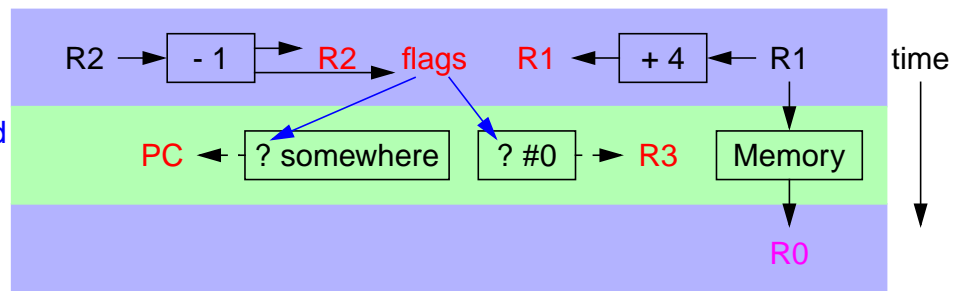 R2 - 1 R2 flags R1 + 4 R1 time
d
PC ? somewhere ? #0 R3 Memory
R0